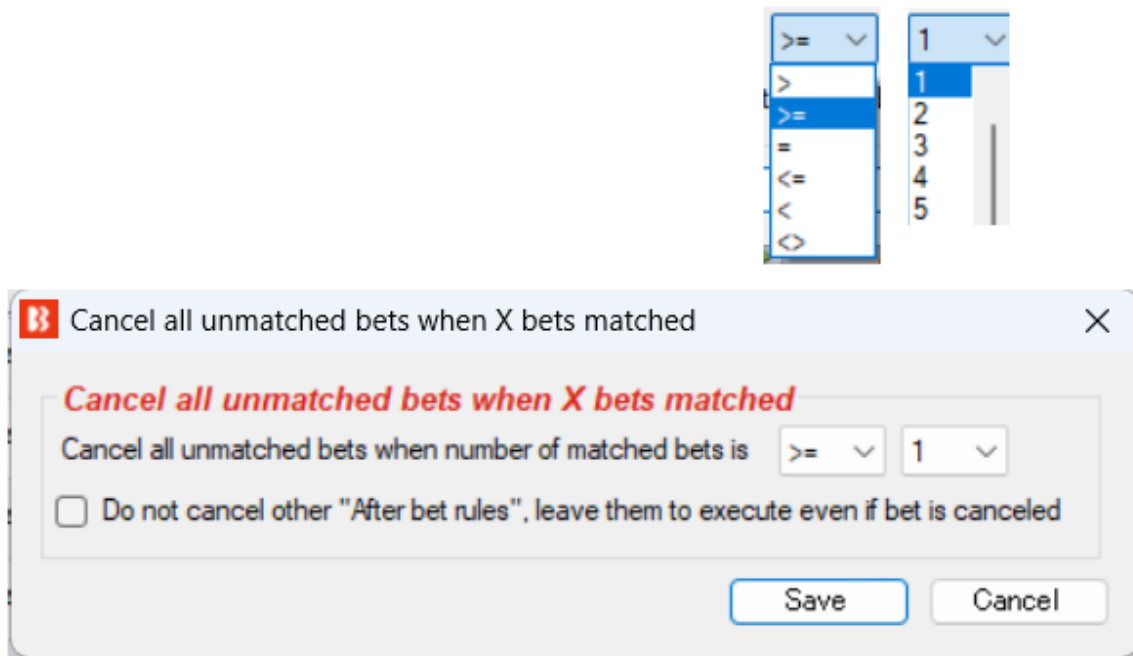 >= 1
> 1
>= 2
= 3
<= 4
< 5
<>
Cancel all unmatched bets when X bets matched
Cancel all unmatched bets when X bets matched
Cancel all unmatched bets when number of matched bets is >= 1
Do not cancel other "After bet rules", leave them to execute even if bet is canceled
Save Cancel